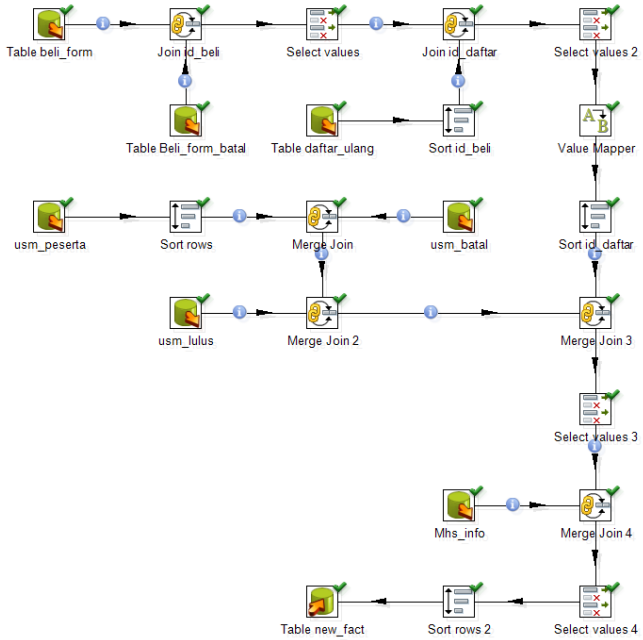 Table beli_form
Join id_beli
Select values
Join id_daftar
Select values 2
Table Beli_form_batal
Table daftar_ulang
Sort id_beli
Value Mapper
usm_peserta
Sort rows
Merge Join
usm_batal
Sort id_daftar
usm_lulus
Merge Join 2
Merge Join 3
Select values 3
Mhs_info
Merge Join 4
Table new_fact
Sort rows 2
Select values 4